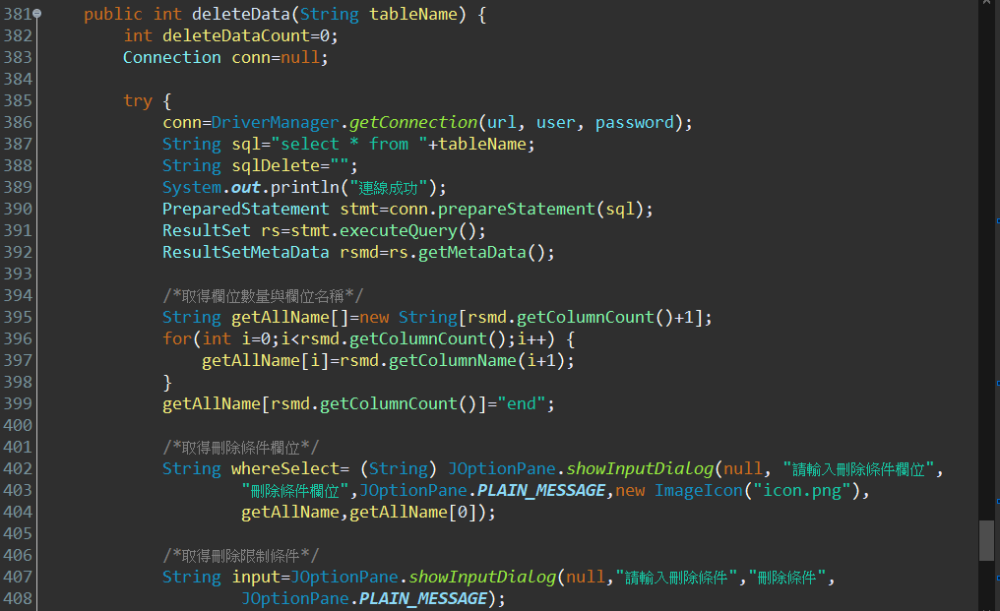 381 public int deleteData(String tableName) {
382 int deleteDataCount=0;
383 Connection conn=null;
384
385 try {
386 conn=DriverManager.getConnection(url, user, password);
387 String sql="select * from "+tableName;
388 String sqlDelete="";
389 System.out.println("連線成功");
390 PreparedStatement stmt=conn.prepareStatement(sql);
391 ResultSet rs=stmt.executeQuery();
392 ResultSetMetaData rsmd=rs.getMetaData();
393
394 /*取得欄位數量與欄位名稱*/
395 String getAllName[]=new String[rsmd.getColumnCount()+1];
396 for(int i=0;i<rsmd.getColumnCount();i++) {
397 getAllName[i]=rsmd.getColumnName(i+1);
398 }
399 getAllName[rsmd.getColumnCount()]="end";
400
401 /*取得刪除條件欄位*/
402 String whereSelect= (String) JOptionPane.showInputDialog(null, "請輸入刪除條件欄位",
403 "刪除條件欄位",JOptionPane.PLAIN_MESSAGE,new ImageIcon("icon.png"),
404 getAllName,getAllName[0]);
405
406 /*取得刪除限制條件*/
407 String input=JOptionPane.showInputDialog(null,"請輸入刪除條件","刪除條件",
408 JOptionPane.PLAIN_MESSAGE);